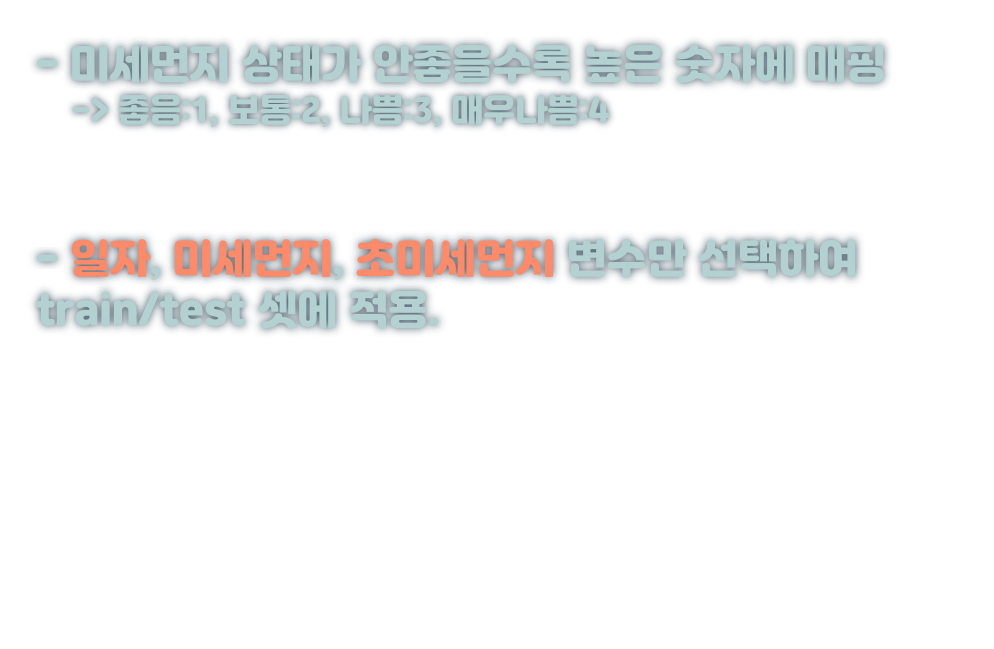 - 미세먼지 상태가 안좋을수록 높은 숫자에 매핑
-> 좋음:1, 보통:2, 나쁨:3, 매우나쁨:4
- 일자, 미세먼지, 초미세먼지 변수만 선택하여
train/test 셋에 적용.